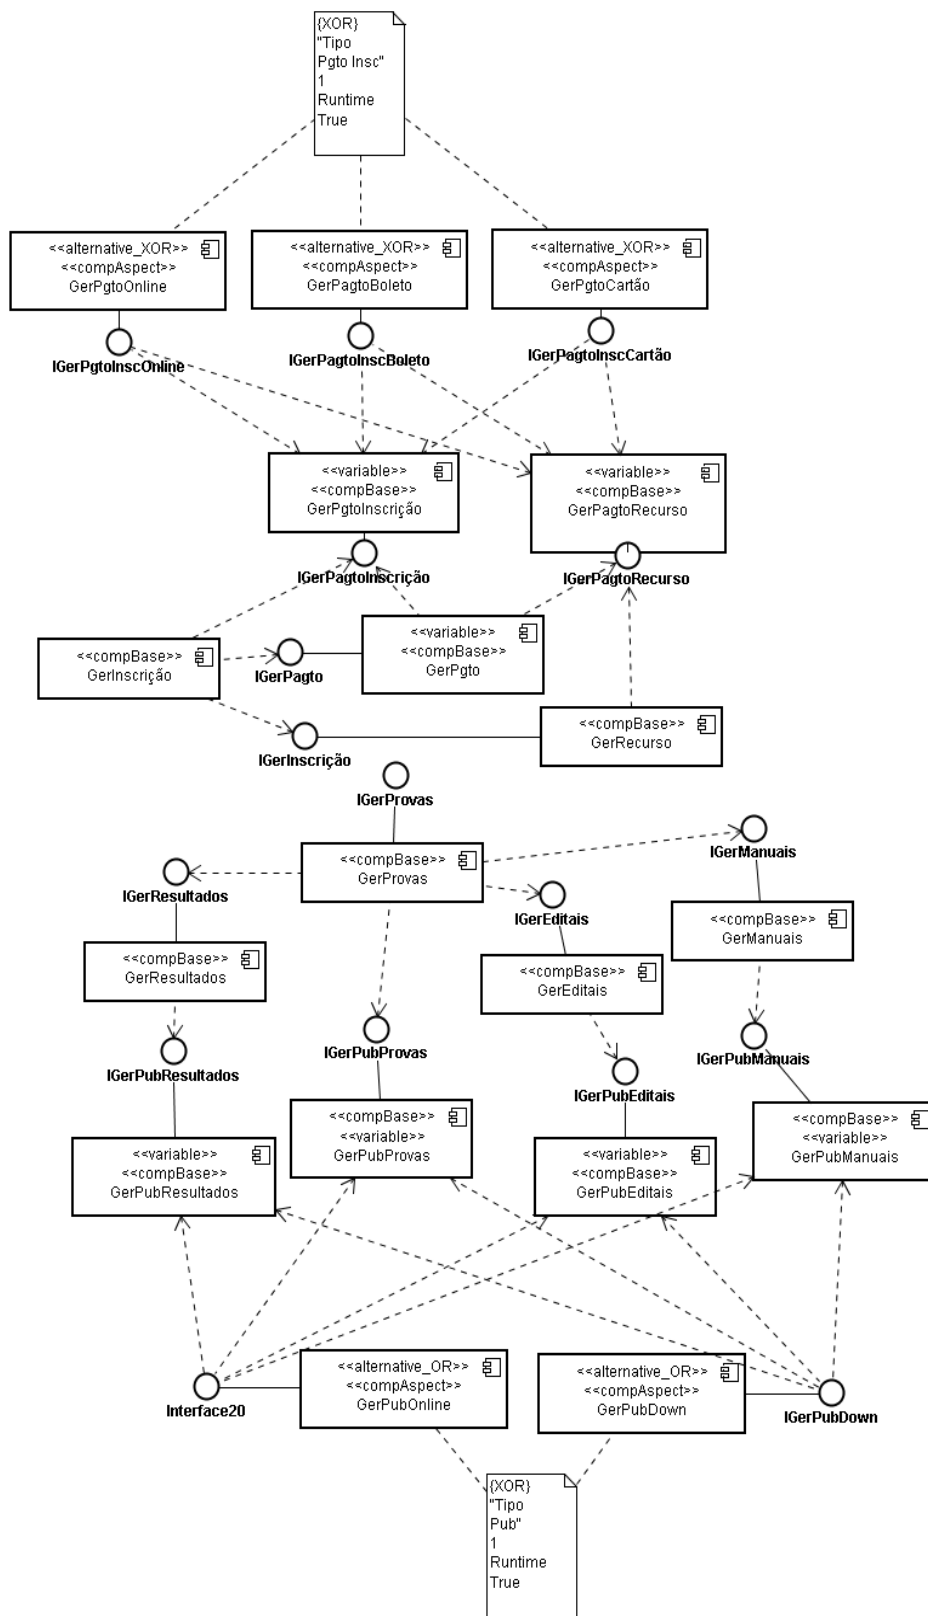 {XOR}
"Tipo
Pgto Insc"
1
Runtime
True
<<alternative_XOR>>
<<compAspect>>
GerPgtoOnline
<<alternative_XOR>>
<<compAspect>>
GerPagtoBoleto
<<alternative_XOR>>
<<compAspect>>
GerPgtoCartão
IGerPgtoInscOnline
IGerPagtoInscBoleto
IGerPagtoInscCartão
<<variable>>
<<compBase>>
GerPgtoInscrição
<<variable>>
<<compBase>>
GerPagtoRecurso
IGerPagtoInscrição
IGerPagtoRecurso
<<compBase>>
GerInscrição
IGerPagto
<<variable>>
<<compBase>>
GerPgto
IGerInscrição
<<compBase>>
GerRecurso
IGerProvas
<<compBase>>
GerProvas
IGerManuais
IGerResultados
IGerEditais
<<compBase>>
GerManuais
<<compBase>>
GerResultados
<<compBase>>
GerEditais
IGerPubProvas
IGerPubManuais
IGerPubResultados
IGerPubEditais
<<compBase>>
<<variable>>
GerPubProvas
<<compBase>>
<<variable>>
GerPubManuais
<<variable>>
<<compBase>>
GerPubResultados
<<variable>>
<<compBase>>
GerPubEditais
<<alternative_OR>>
<<compAspect>>
GerPubOnline
<<alternative_OR>>
<<compAspect>>
GerPubDown
Interface20
IGerPubDown
{XOR}
"Tipo
Pub"
1
Runtime
True